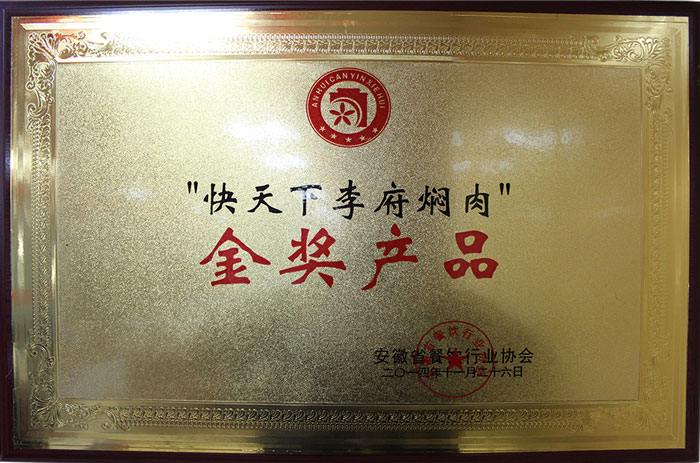 ANHUICANYINXIEHUI
"快天下李府焖肉"
金奖产品
安徽省餐饮行业协会
二〇一四年十一月二十六日